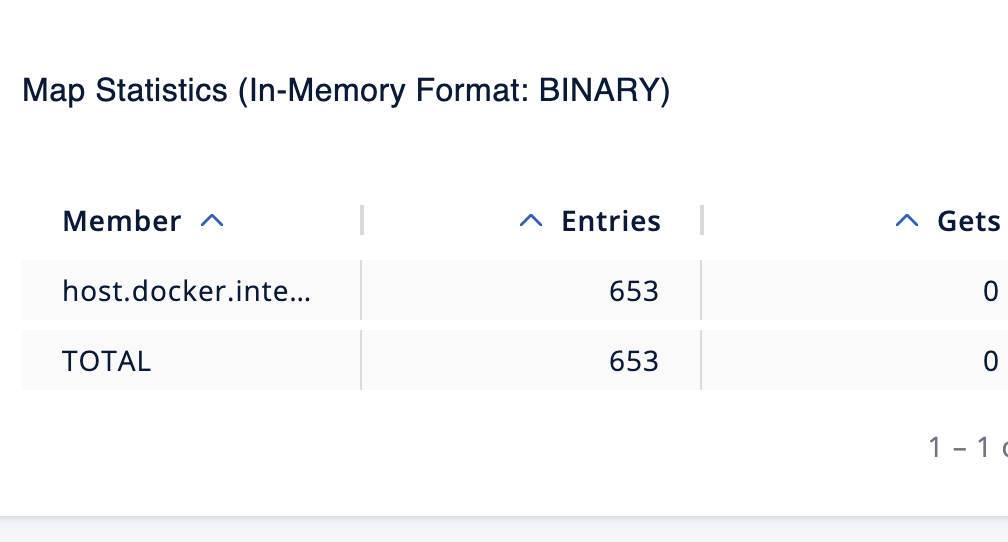 Map Statistics (In-Memory Format: BINARY)
Member Entries Gets
host.docker.inte... 653 0
TOTAL 653 0
1 – 1